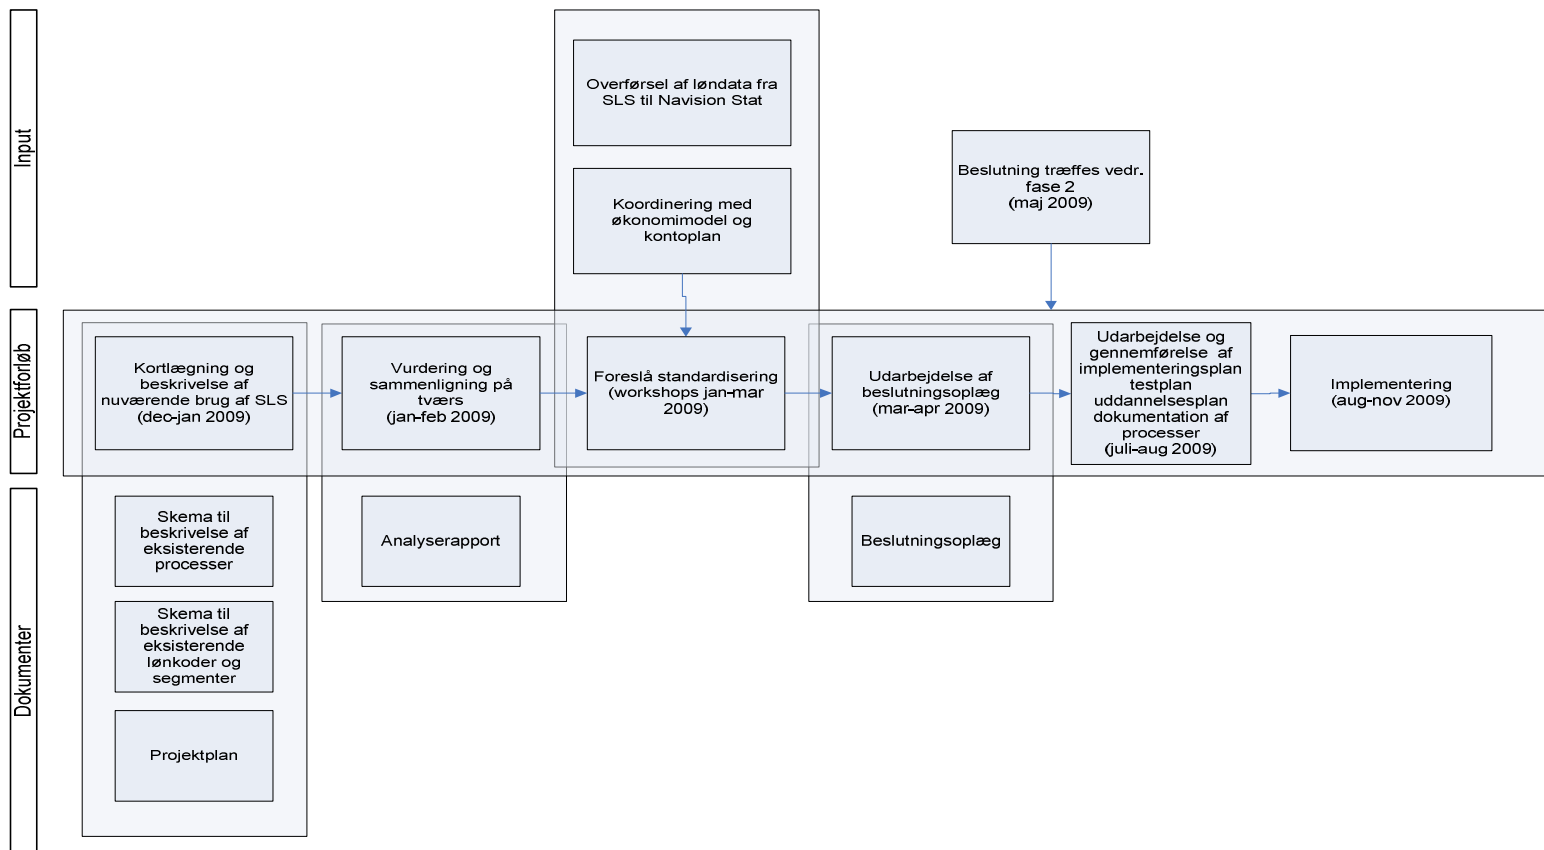 Input
Overførsel af løndata fra
SLS til Navision Stat
Koordinering med
økonomimodel og
kontoplan
Beslutning træffes vedr.
fase 2
(maj 2009)
Projektforløb
Kortlægning og
beskrivelse af
nuværende brug af SLS
(dec-jan 2009)
Vurdering og
sammenligning på
tværs
(jan-feb 2009)
Foreslå standardisering
(workshops jan-mar
2009)
Udarbejdelse af
beslutningsoplæg
(mar-apr 2009)
Udarbejdelse og
gennemførelse af
implementeringsplan
testplan
uddannelsesplan
dokumentation af
processer
(juli-aug 2009)
Implementering
(aug-nov 2009)
Dokumenter
Skema til
beskrivelse af
eksisterende
processer
Skema til
beskrivelse af
eksisterende
lønkoder og
segmenter
Projektplan
Analyserapport
Beslutningsoplæg